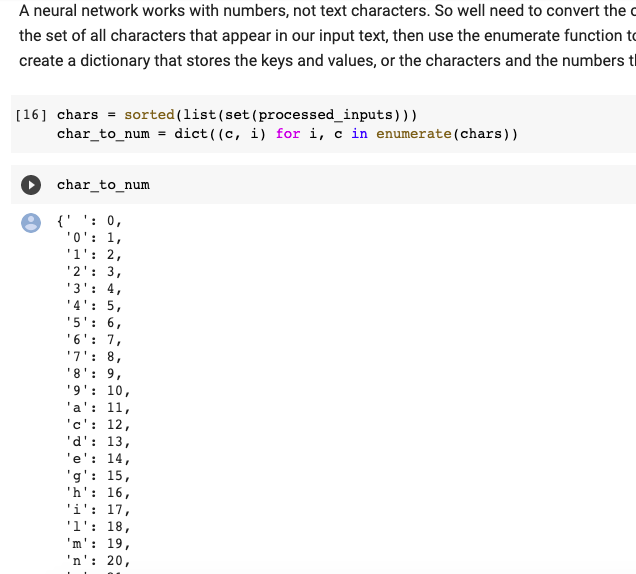 A neural network works with numbers, not text characters. So well need to convert the
the set of all characters that appear in our input text, then use the enumerate function
create a dictionary that stores the keys and values, or the characters and the numbers
[16] chars = sorted(list(set(processed_inputs)))
char_to_num = dict((c, i) for i, c in enumerate(chars))
char_to_num
{' ': 0,
'0': 1,
'1': 2,
'2': 3,
'3': 4,
'4': 5,
'5': 6,
'6': 7,
'7': 8,
'8': 9,
'9': 10,
'a': 11,
'c': 12,
'd': 13,
'e': 14,
'g': 15,
'h': 16,
'i': 17,
'l': 18,
'm': 19,
'n': 20,